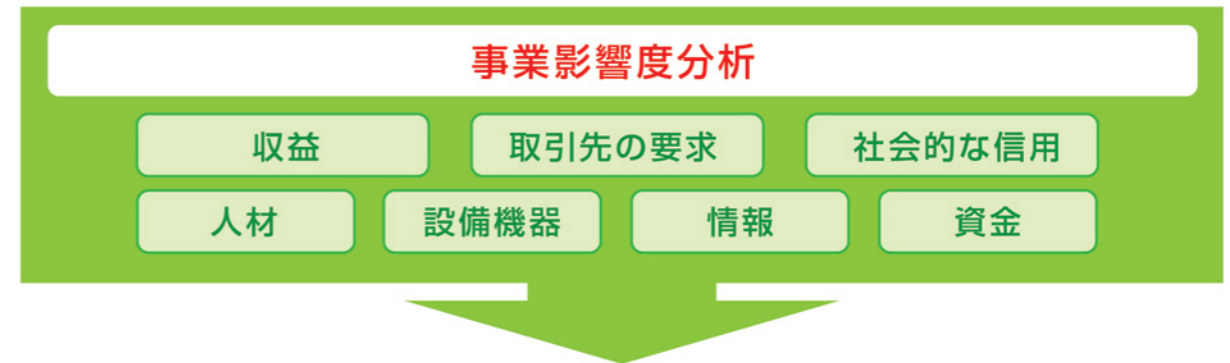 事業影響度分析
収益 取引先の要求 社会的な信用
人材 設備機器 情報 資金